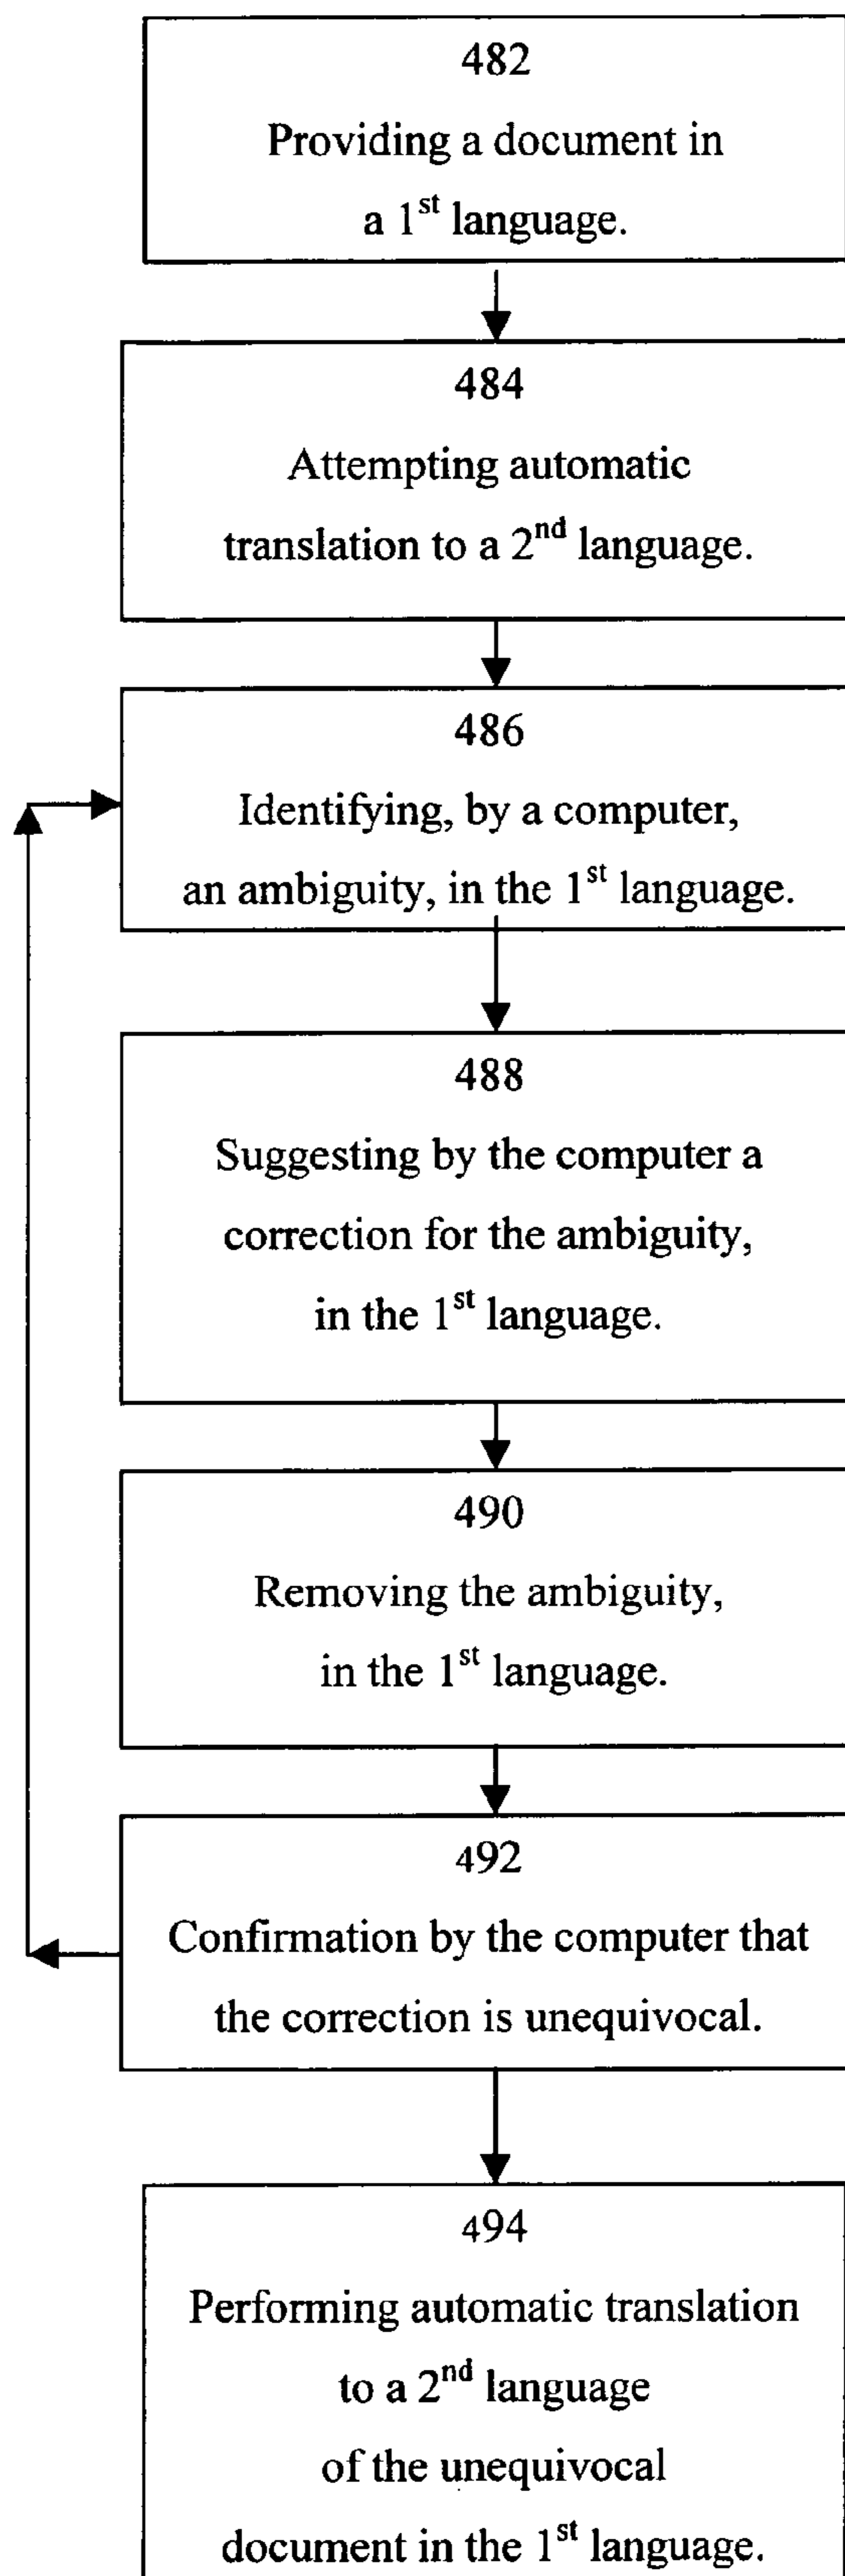 482
Providing a document in
a 1st language.
484
Attempting automatic
translation to a 2nd language.
486
Identifying, by a computer,
an ambiguity, in the 1st language.
488
Suggesting by the computer a
correction for the ambiguity,
in the 1st language.
490
Removing the ambiguity,
in the 1st language.
492
Confirmation by the computer that
the correction is unequivocal.
494
Performing automatic translation
to a 2nd language
of the unequivocal
document in the 1st language.